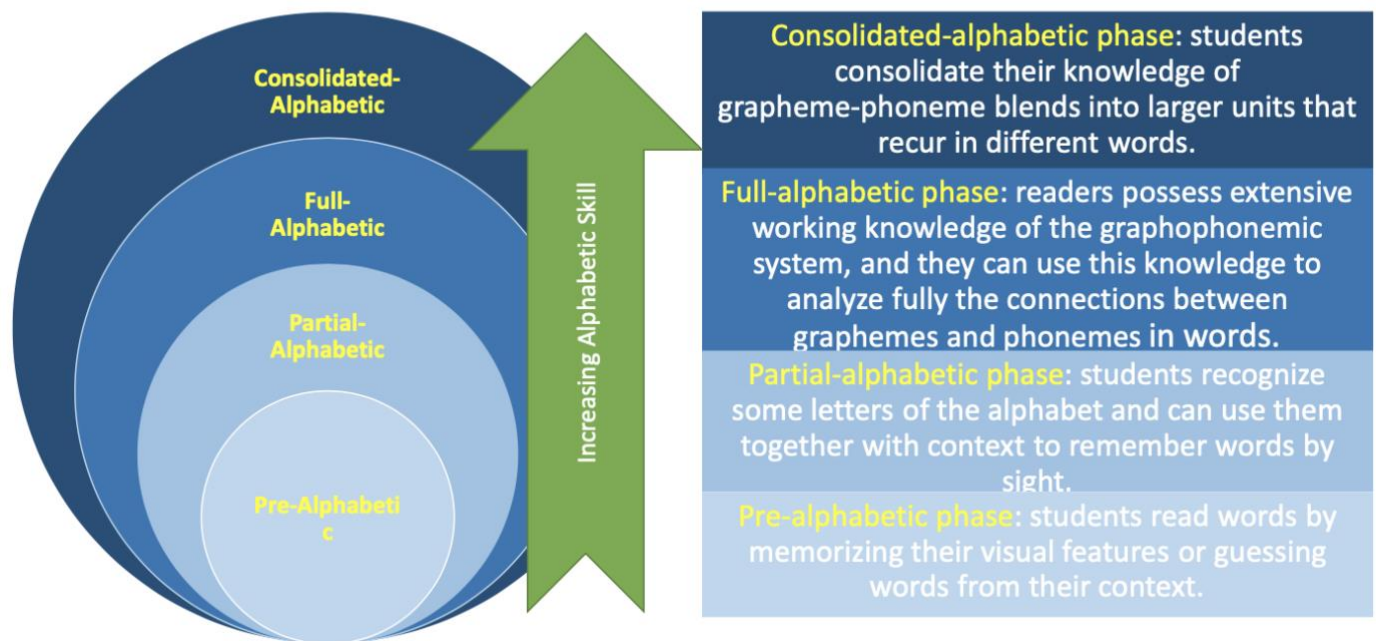 Consolidated-
Alphabetic
Full-
Alphabetic
Partial-
Alphabetic
Pre-Alphabeti
c
Increasing Alphabetic Skill
Consolidated-alphabetic phase: students
consolidate their knowledge of
grapheme-phoneme blends into larger units that
recur in different words.
Full-alphabetic phase: readers possess extensive
working knowledge of the graphophonemic
system, and they can use this knowledge to
analyze fully the connections between
graphemes and phonemes in words.
Partial-alphabetic phase: students recognize
some letters of the alphabet and can use them
together with context to remember words by
sight.
Pre-alphabetic phase: students read words by
memorizing their visual features or guessing
words from their context.